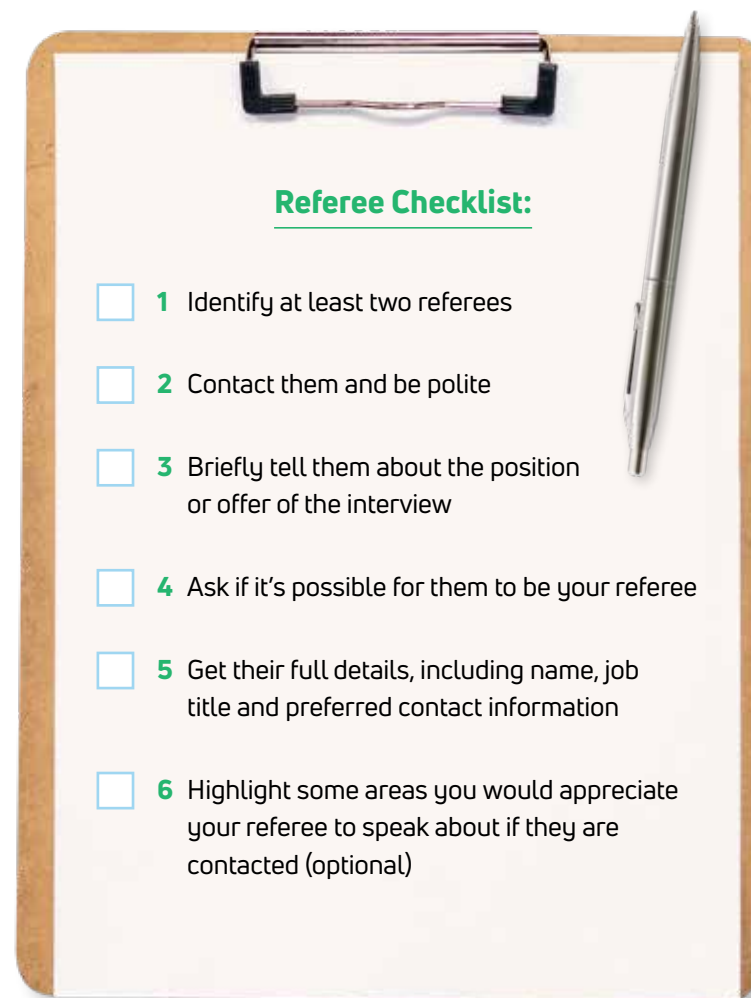 Referee Checklist:
1 Identify at least two referees
2 Contact them and be polite
3 Briefly tell them about the position
or offer of the interview
4 Ask if it's possible for them to be your referee
5 Get their full details, including name, job
title and preferred contact information
6 Highlight some areas you would appreciate
your referee to speak about if they are
contacted (optional)